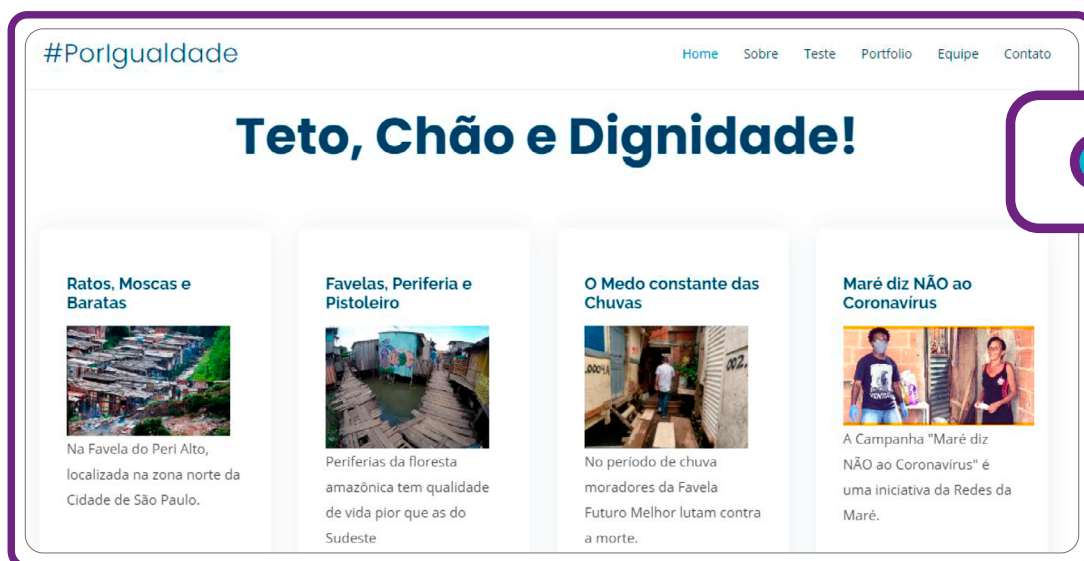 #PorIgualdade
Home Sobre Teste Portfolio Equipe Contato
Teto, Chão e Dignidade!
Ratos, Moscas e
Baratas
Na Favela do Peri Alto,
localizada na zona norte da
Cidade de São Paulo.
Favelas, Periferia e
Pistoleiro
Periferias da floresta
amazônica tem qualidade
de vida pior que as do
Sudeste
O Medo constante das
Chuvas
.0004.A
002.
No período de chuva
moradores da Favela
Futuro Melhor lutam contra
a morte.
Maré diz NÃO ao
Coronavírus
A Campanha "Maré diz
NÃO ao Coronavírus" é
uma iniciativa da Redes da
Maré.